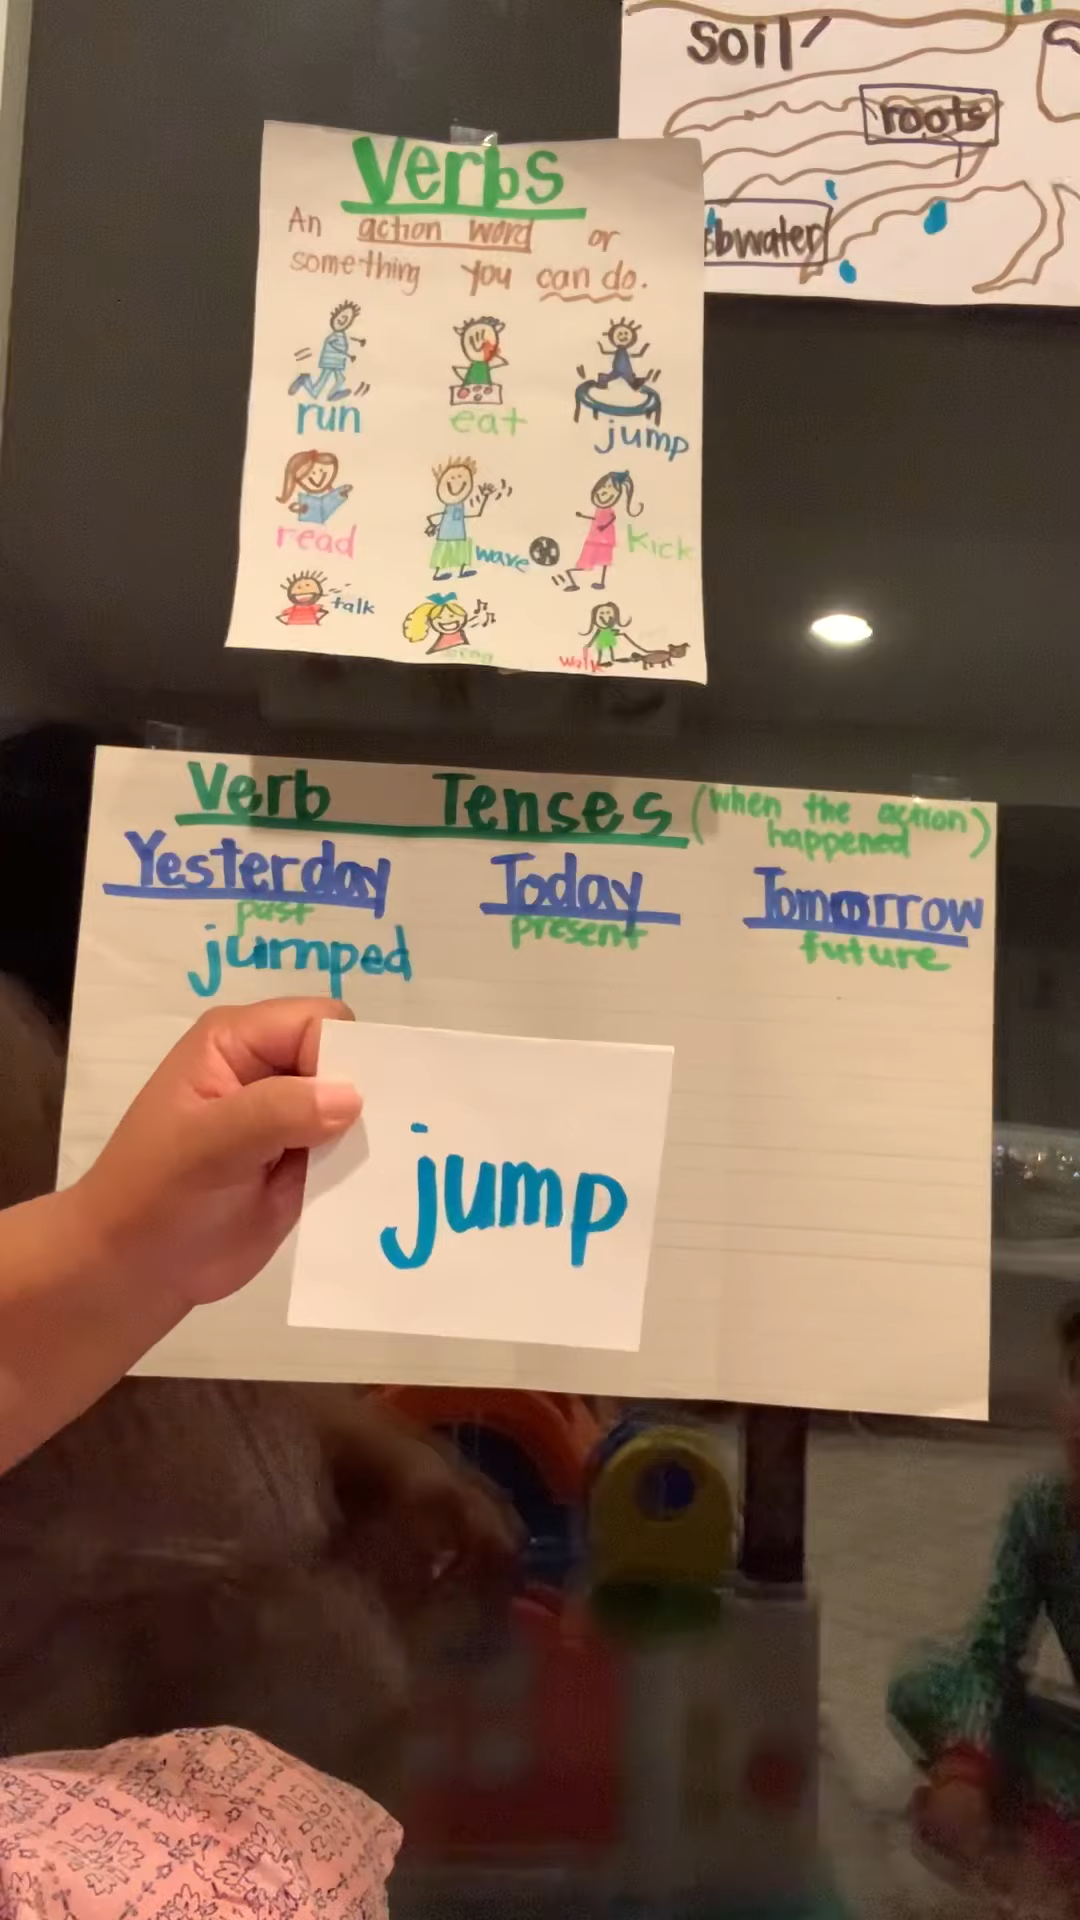 soil
roots
bwater
Verbs
An action word or
something you can do.
run eat jump
read wave kick
talk
walk
Verb Tenses (when the action)
happened
Yesterday Today Tomorrow
past present future
jumped
jump